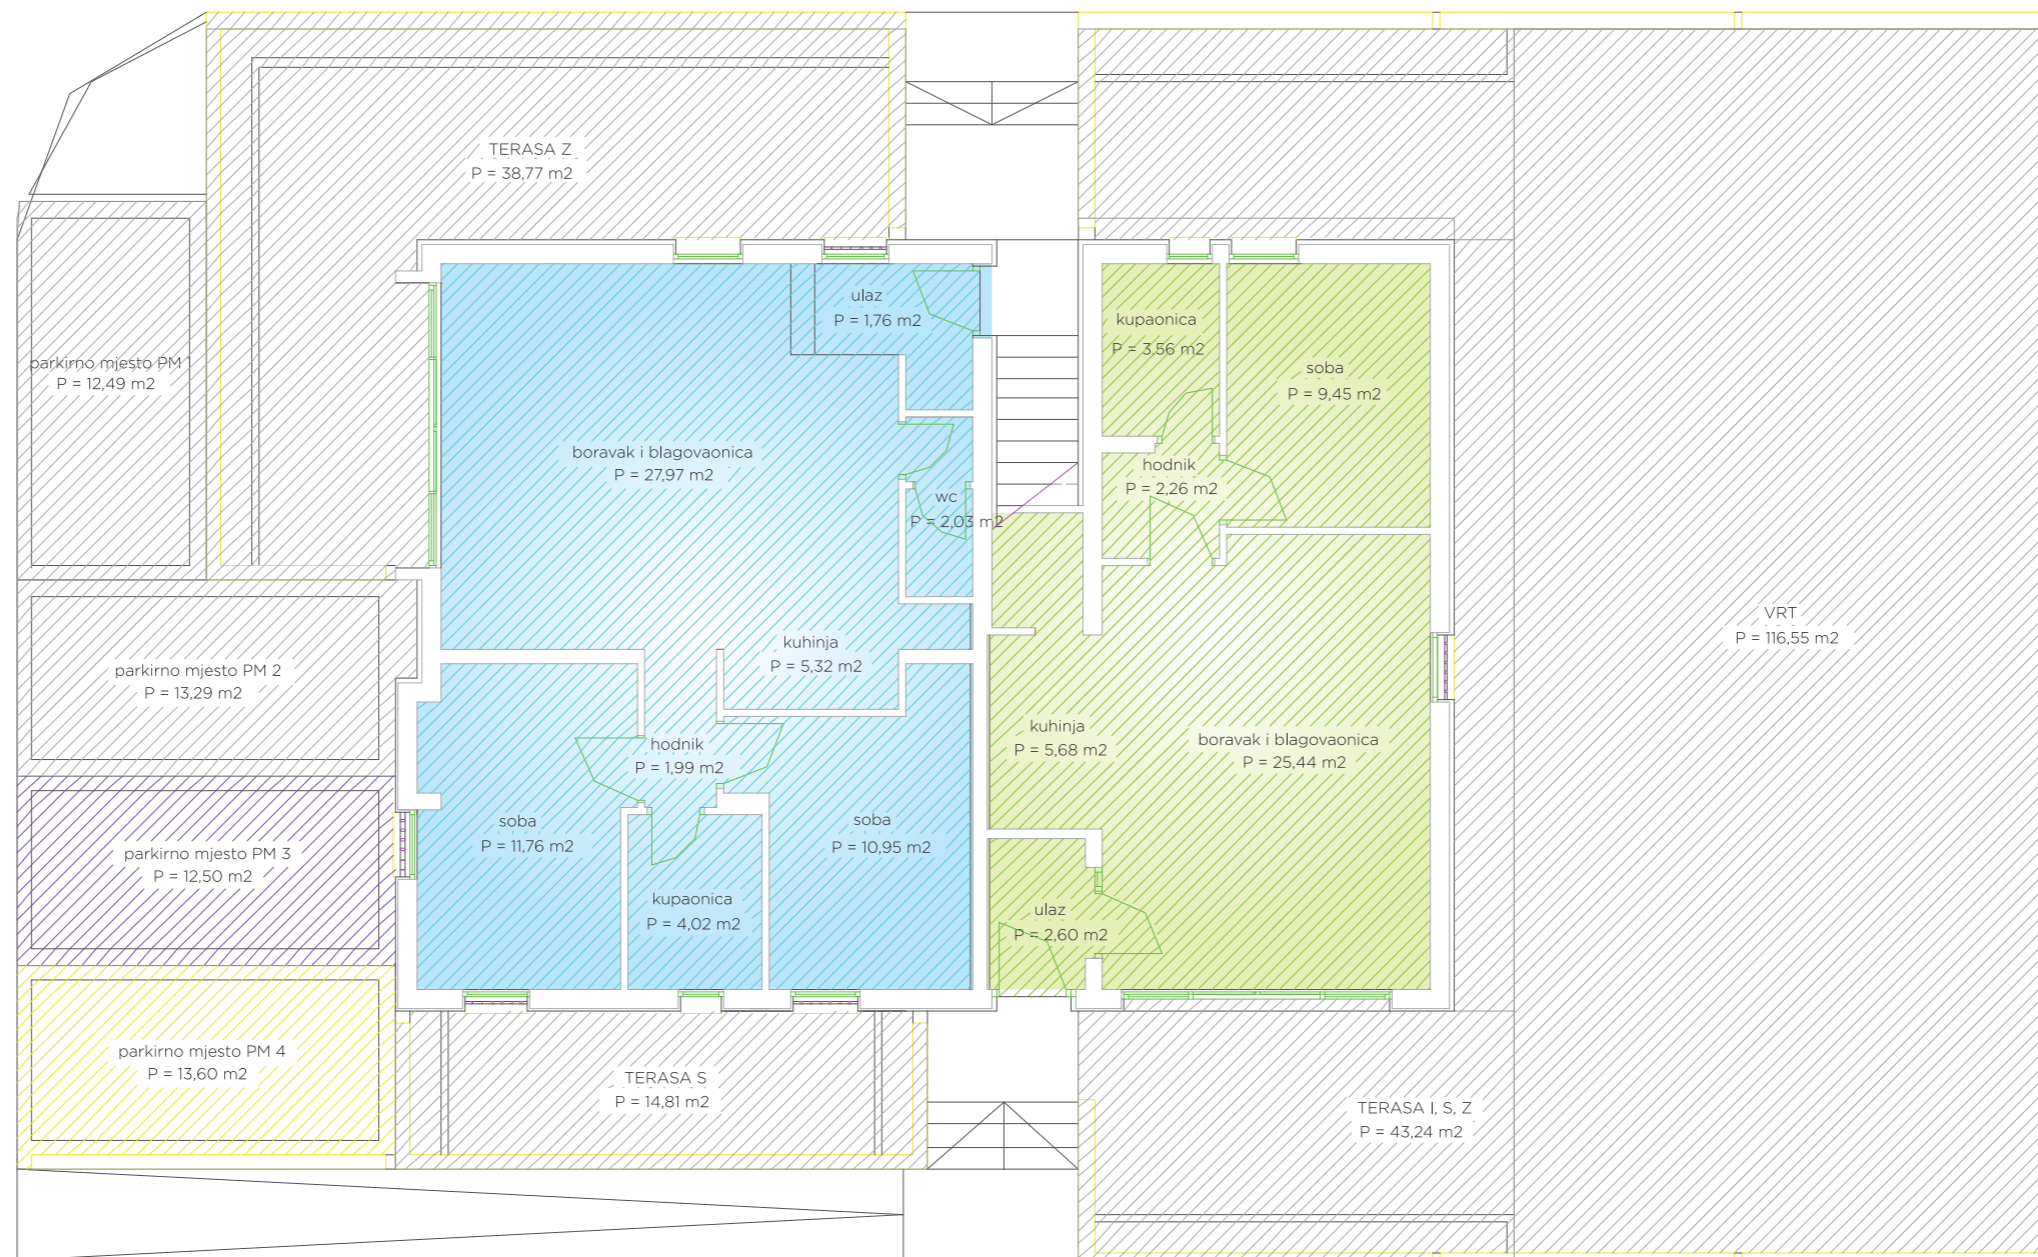 TERASA Z
P = 38,77 m2
parkirno mjesto PM 1
P = 12,49 m2
parkirno mjesto PM 2
P = 13,29 m2
parkirno mjesto PM 3
P = 12,50 m2
parkirno mjesto PM 4
P = 13,60 m2
ulaz
P = 1,76 m2
boravak i blagovaonica
P = 27,97 m2
wc
P = 2,03 m2
kuhinja
P = 5,32 m2
hodnik
P = 1,99 m2
soba
P = 11,76 m2
kupaonica
P = 4,02 m2
soba
P = 10,95 m2
TERASA S
P = 14,81 m2
kupaonica
P = 3,56 m2
soba
P = 9,45 m2
hodnik
P = 2,26 m2
kuhinja
P = 5,68 m2
boravak i blagovaonica
P = 25,44 m2
ulaz
P = 2,60 m2
TERASA I, S, Z
P = 43,24 m2
VRT
P = 116,55 m2